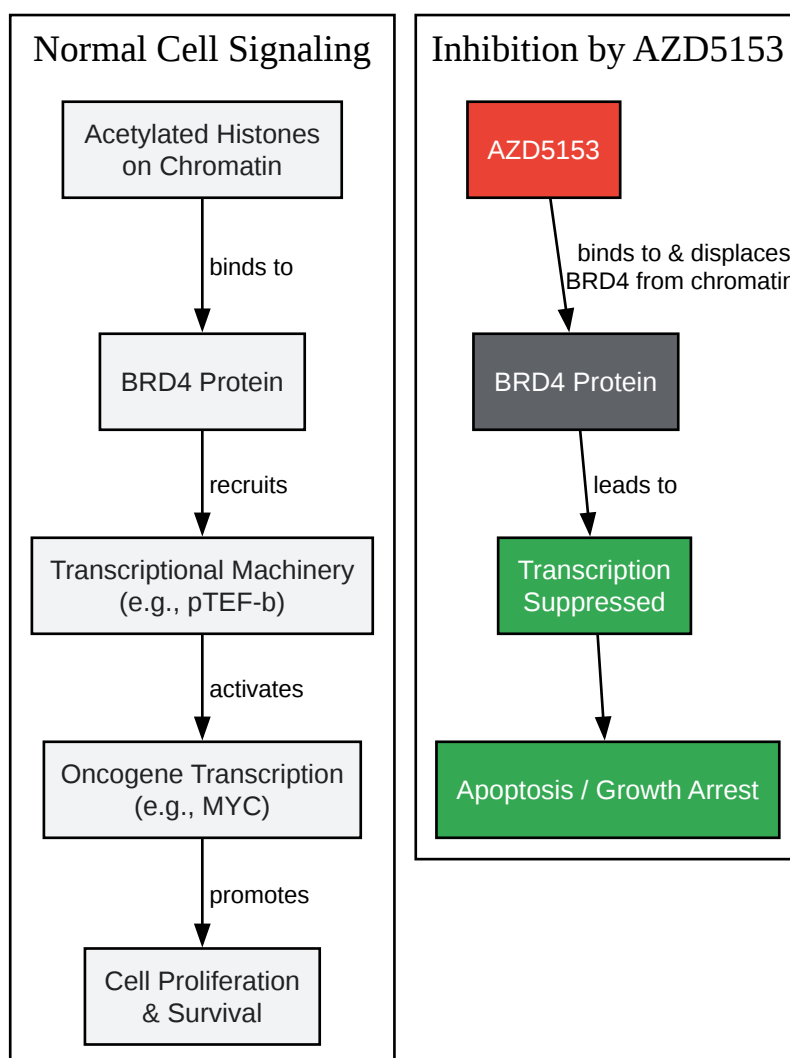 Normal Cell Signaling
Acetylated Histones
on Chromatin
binds to
BRD4 Protein
recruits
Transcriptional Machinery
(e.g., pTEF-b)
activates
Oncogene Transcription
(e.g., MYC)
promotes
Cell Proliferation
& Survival
Inhibition by AZD5153
AZD5153
binds to & displaces
BRD4 from chromatin
BRD4 Protein
leads to
Transcription
Suppressed
Apoptosis / Growth Arrest